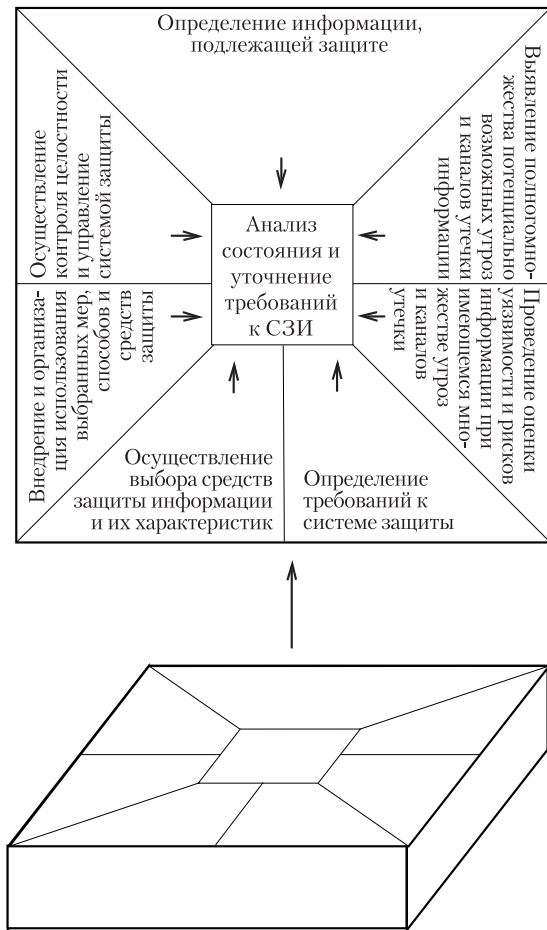 Определение информации,
подлежащей защите
Выявление полногомно-
жества потенциально
возможных угроз
и каналов утечки
информации
Проведение оценки
уязвимости и рисков
информации при
имеющемся мно-
жестве угроз
и каналов
утечки
Определение
требований к
системе защиты
Осуществление
выбора средств
защиты информации
и их характеристик
Внедрение и организа-
ция использования
выбранных мер,
способов и
средств
защиты
Осуществление
контроля целостности
и управление
системой защиты
Анализ
состояния и
уточнение
требований
к СЗИ